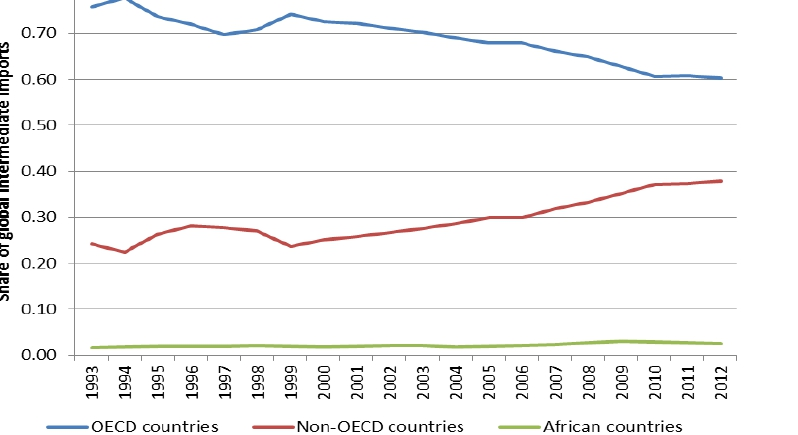 Share of global intermediate imports
0.70
0.60
0.50
0.40
0.30
0.20
0.10
0.00
1993 1994 1995 1996 1997 1998 1999 2000 2001 2002 2003 2004 2005 2006 2007 2008 2009 2010 2011 2012
OECD countries Non-OECD countries African countries